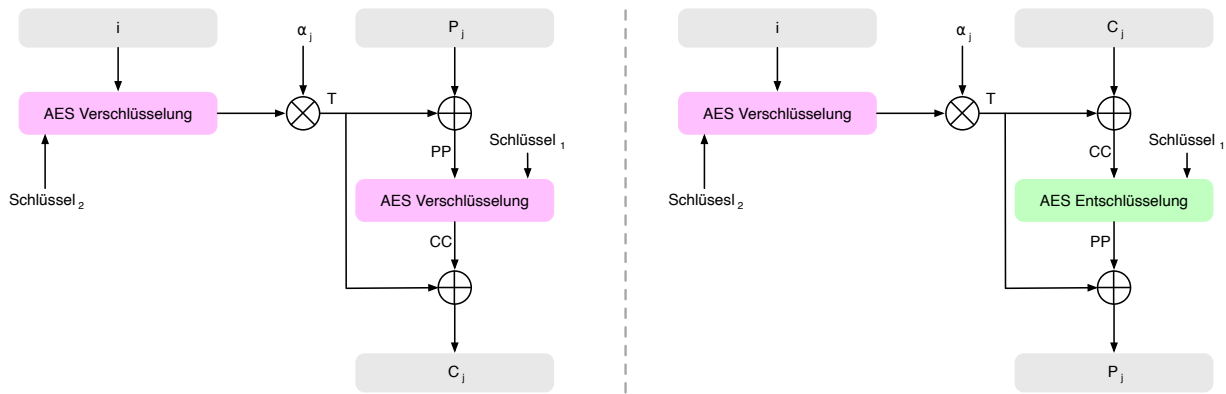 i
α j
P j
AES Verschlüsselung
T
PP
Schlüssel 1
Schlüssel 2
AES Verschlüsselung
CC
C j
i
α j
C j
AES Verschlüsselung
T
CC
Schlüssel 1
Schlüsesl 2
AES Entschlüsselung
PP
P j